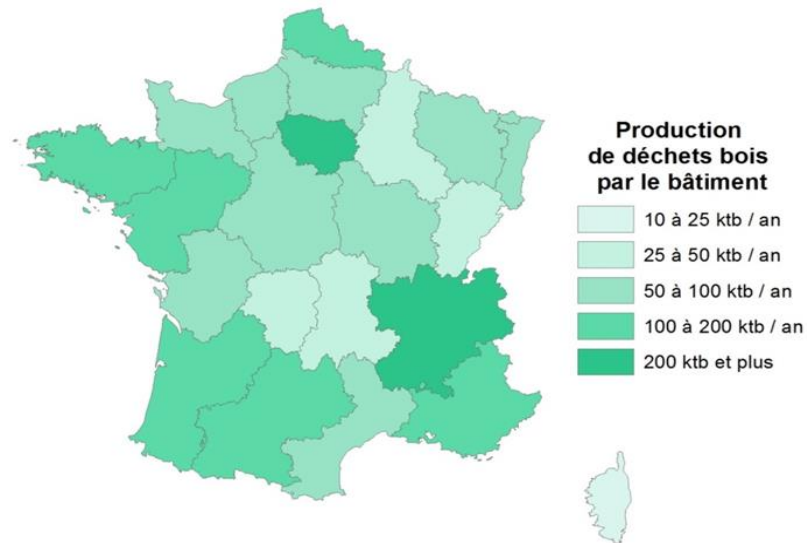 Production
de déchets bois
par le bâtiment
10 à 25 ktb / an
25 à 50 ktb / an
50 à 100 ktb / an
100 à 200 ktb / an
200 ktb et plus